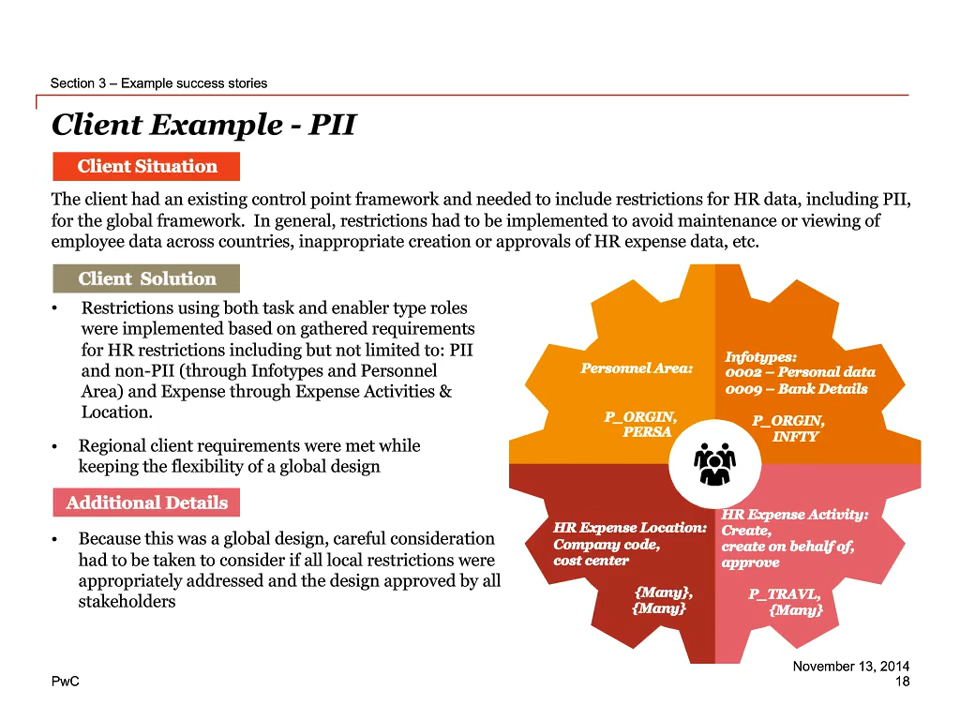 Section 3 – Example success stories
Client Example - PII
Client Situation
The client had an existing control point framework and needed to include restrictions for HR data, including PII,
for the global framework.  In general, restrictions had to be implemented to avoid maintenance or viewing of
employee data across countries, inappropriate creation or approvals of HR expense data, etc.
Client  Solution
• Restrictions using both task and enabler type roles
were implemented based on gathered requirements
for HR restrictions including but not limited to: PII
and non-PII (through Infotypes and Personnel
Area) and Expense through Expense Activities &
Location.
• Regional client requirements were met while
keeping the flexibility of a global design
Additional Details
• Because this was a global design, careful consideration
had to be taken to consider if all local restrictions were
appropriately addressed and the design approved by all
stakeholders
Personnel Area:
P_ORGIN,
PERSA
Infotypes:
0002 – Personal data
0009 – Bank Details
P_ORGIN,
INFTY
HR Expense Location:
Company code,
cost center
{Many},
{Many}
HR Expense Activity:
Create,
create on behalf of,
approve
P_TRAVL,
{Many}
November 13, 2014
PwC
18